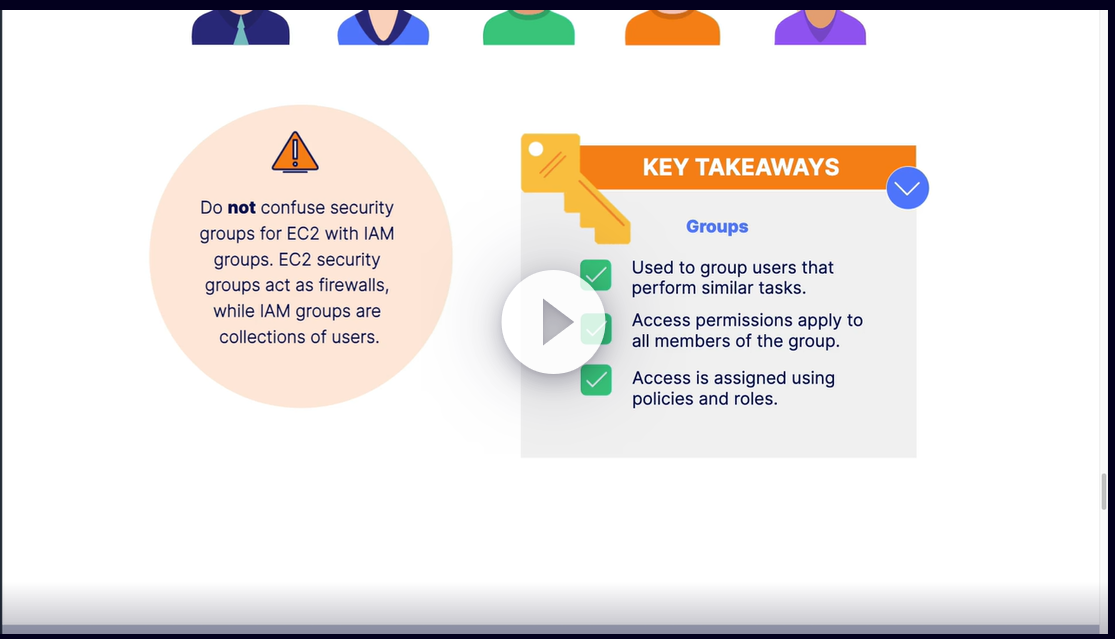 Do not confuse security
groups for EC2 with IAM
groups. EC2 security
groups act as firewalls,
while IAM groups are
collections of users.
KEY TAKEAWAYS
Groups
Used to group users that
perform similar tasks.
Access permissions apply to
all members of the group.
Access is assigned using
policies and roles.